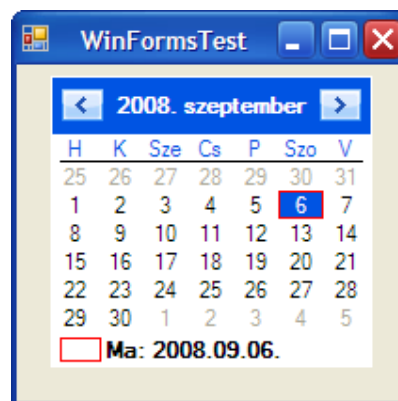 WinFormsTest
2008. szeptember
H K Sze Cs P Szo V
25 26 27 28 29 30 31
1 2 3 4 5 6 7
8 9 10 11 12 13 14
15 16 17 18 19 20 21
22 23 24 25 26 27 28
29 30 1 2 3 4 5
Ma: 2008.09.06.